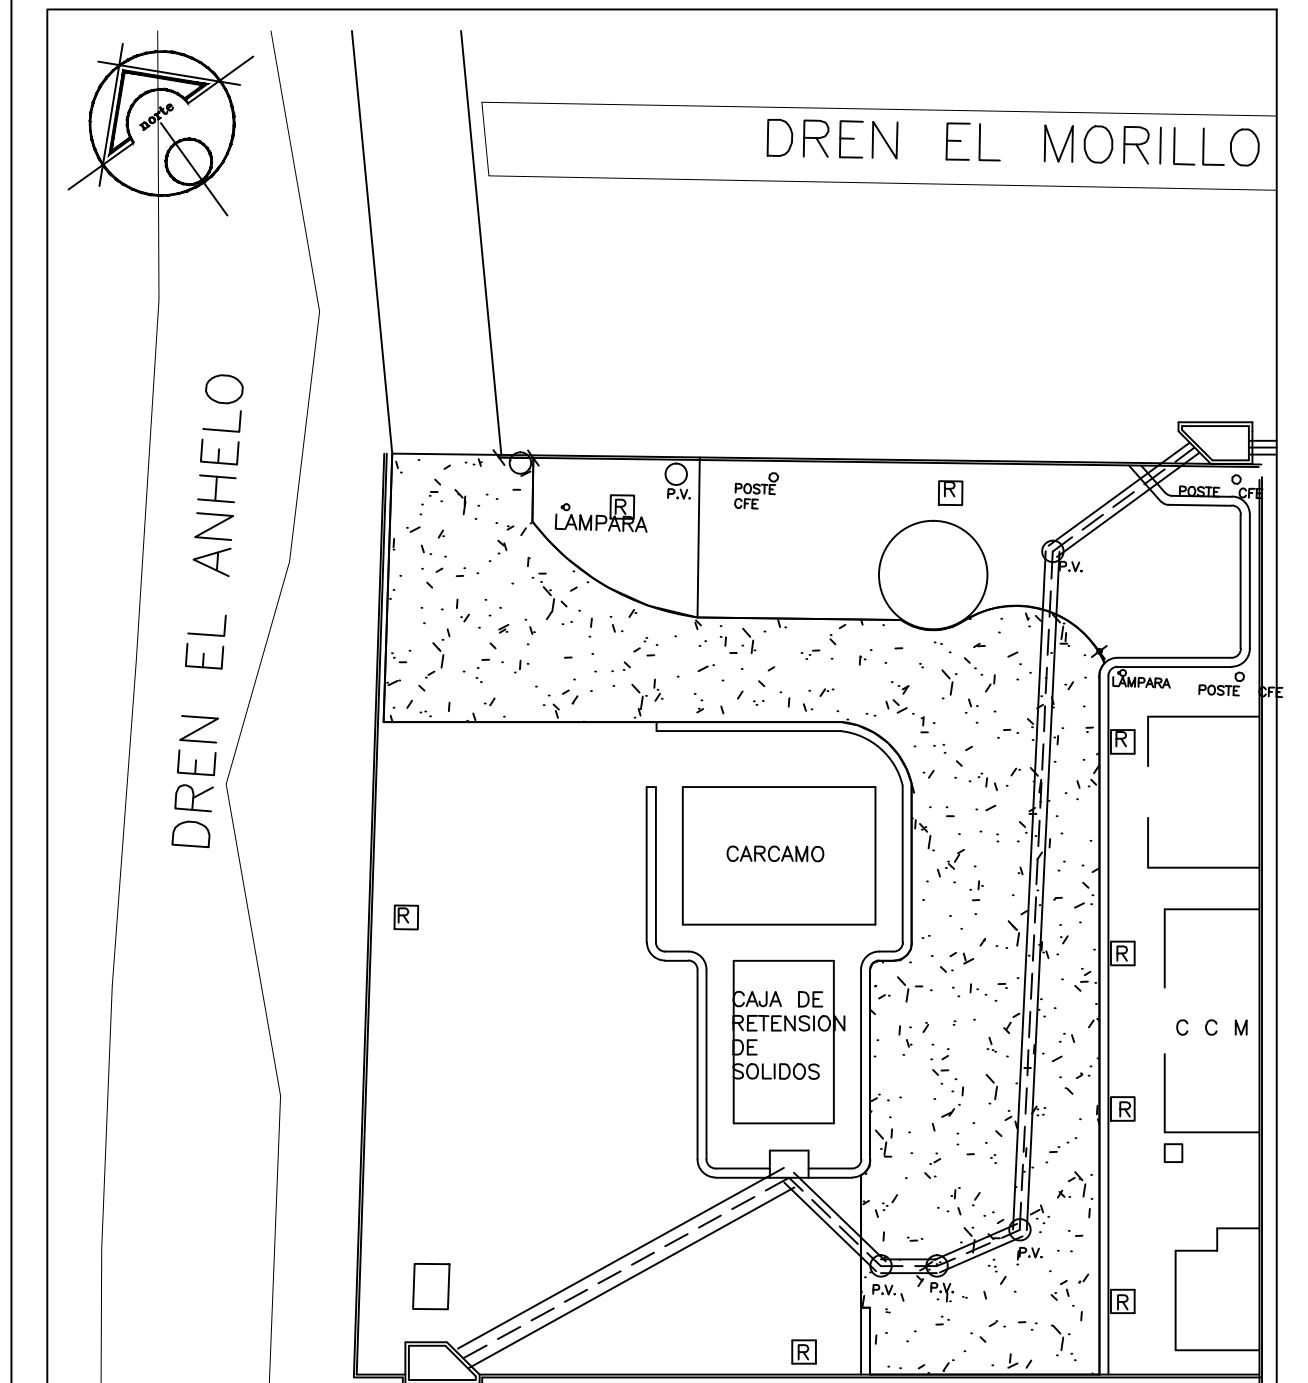 norte
DREN EL MORILLO
DREN EL ANHELO
P.V.
POSTE
CFE
R
LAMPARA
R
POSTE CFE
P.V.
LAMPARA
POSTE CFE
R
CARCAMO
R
R
CAJA DE
RETENSION
DE
SOLIDOS
C C M
R
P.V.
P.V.
P.V.
R
R